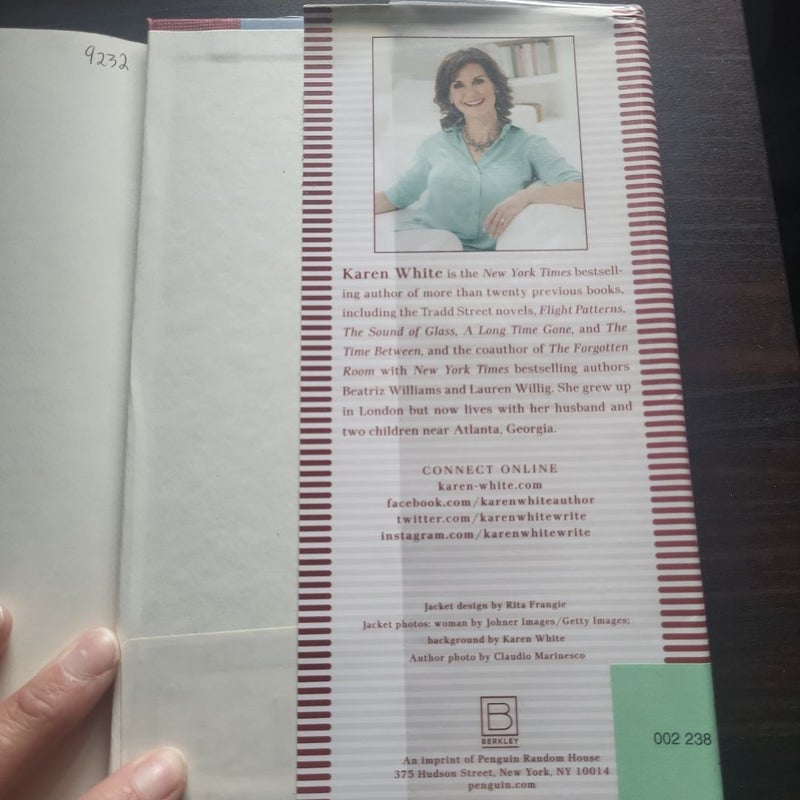 9232
Karen White is the New York Times bestsell-
ing author of more than twenty previous books,
including the Tradd Street novels, Flight Patterns,
The Sound of Glass, A Long Time Gone, and The
Time Between, and the coauthor of The Forgotten
Room with New York Times bestselling authors
Beatriz Williams and Lauren Willig. She grew up
in London but now lives with her husband and
two children near Atlanta, Georgia.
CONNECT ONLINE
karen-white.com
facebook.com/karenwhiteauthor
twitter.com/karenwhitewrite
instagram.com/karenwhitewrite
Jacket design by Rita Frangie
Jacket photos: woman by Johner Images/Getty Images;
background by Karen White
Author photo by Claudio Marinesco
B
BERKLEY
An imprint of Penguin Random House
375 Hudson Street, New York, NY 10014
penguin.com
002 238